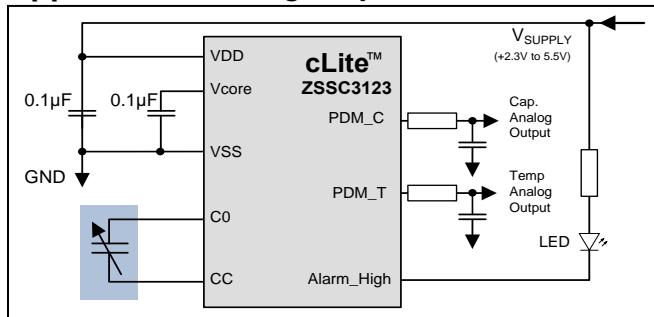 VSUPPLY
(+2.3V to 5.5V)
cLite™
ZSSC3123
VDD
Vcore
0.1µF
0.1µF
PDM_C
Cap.
Analog
Output
VSS
GND
PDM_T
Temp
Analog
Output
C0
LED
CC
Alarm_High